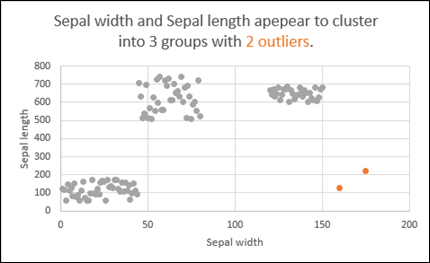 Sepal width and Sepal length apepear to cluster
into 3 groups with 2 outliers.
800
700
600
500
400
300
200
100
0
Sepal length
0 50 100 150 200
Sepal width